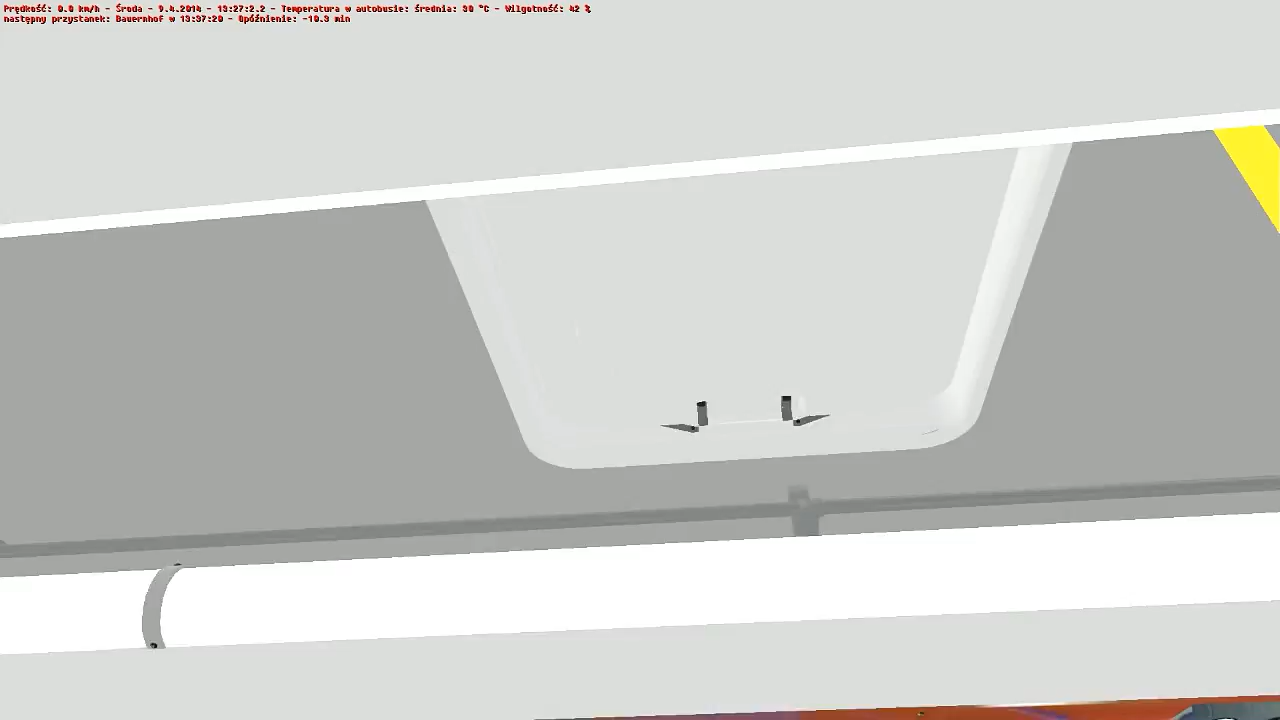 Prędkość: 0.0 km/h - Środa - 9.4.2014 - 13:27:2.2 - Temperatura w autobusie: średnia: 30 °C - Wilgotność: 42 %
następny przystanek: Bauernhof w 13:37:20 - Opóźnienie: -10.3 min